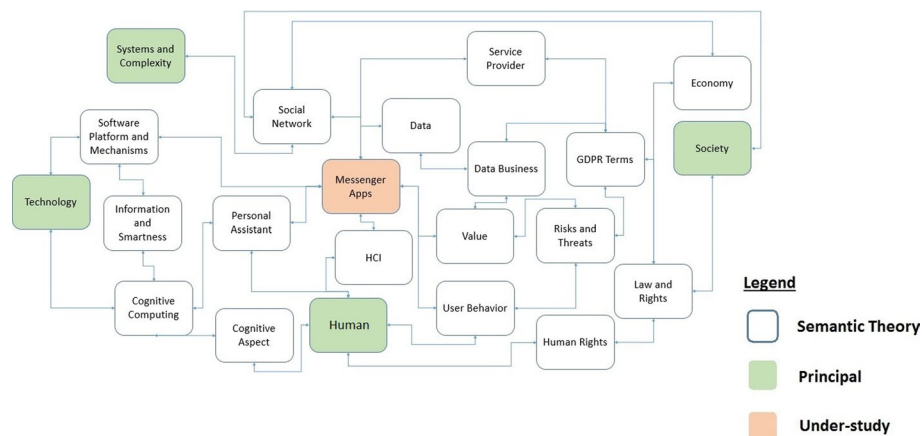 Systems and
Complexity
Service
Provider
Economy
Social
Network
Software
Platform and
Mechanisms
Data
GDPR Terms
Society
Data Business
Messenger
Apps
Technology
Information
and
Smartness
Personal
Assistant
Value
Risks and
Threats
HCI
Law and
Rights
Cognitive
Computing
User Behavior
Human
Cognitive
Aspect
Human Rights
Legend
Semantic Theory
Principal
Under-study